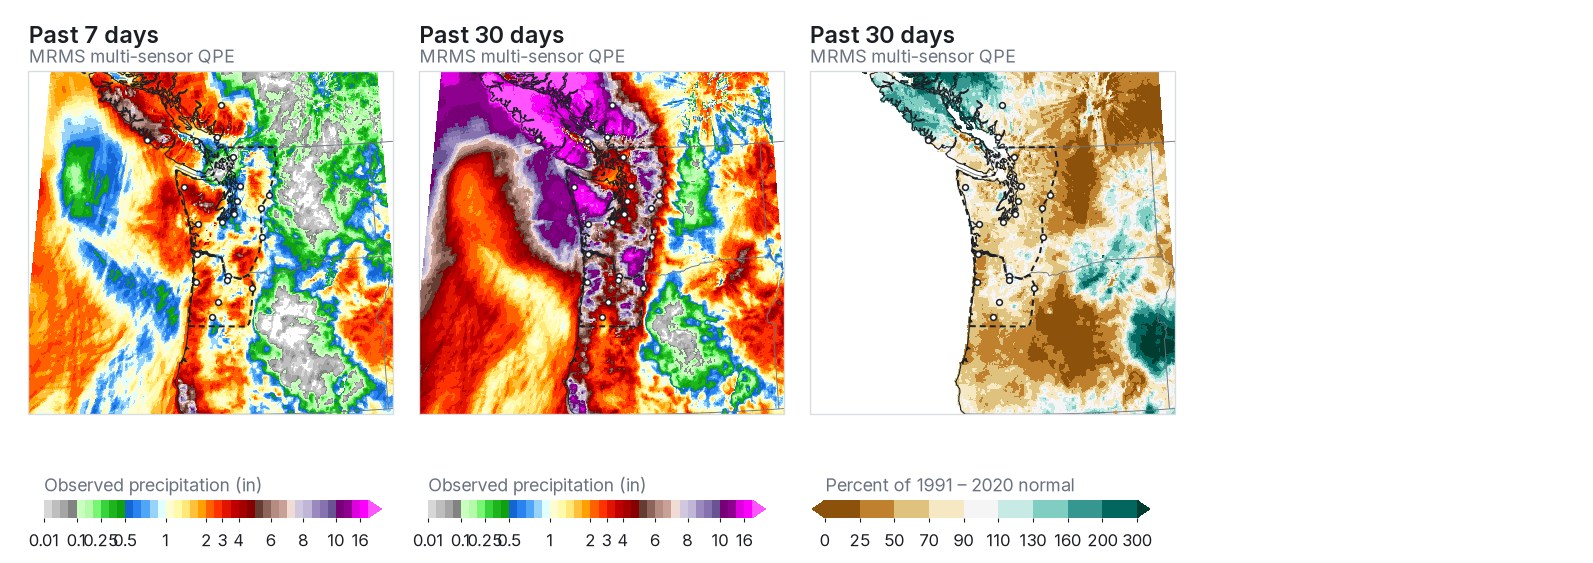 Past 7 days
MRMS multi-sensor QPE
Past 30 days
MRMS multi-sensor QPE
Past 30 days
MRMS multi-sensor QPE
Observed precipitation (in)
0.01 0.1 0.25 0.5 1 2 3 4 6 8 10 16
Observed precipitation (in)
0.01 0.1 0.25 0.5 1 2 3 4 6 8 10 16
Percent of 1991 – 2020 normal
0 25 50 70 90 110 130 160 200 300